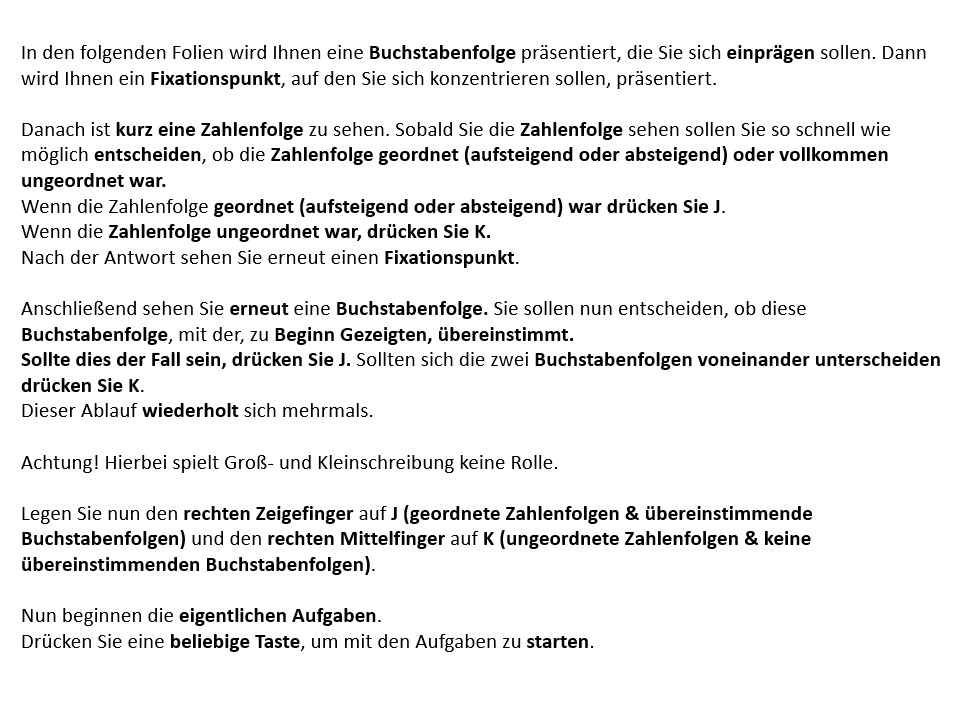 In den folgenden Folien wird Ihnen eine Buchstabenfolge präsentiert, die Sie sich einprägen sollen. Dann
wird Ihnen ein Fixationspunkt, auf den Sie sich konzentrieren sollen, präsentiert.
Danach ist kurz eine Zahlenfolge zu sehen. Sobald Sie die Zahlenfolge sehen sollen Sie so schnell wie
möglich entscheiden, ob die Zahlenfolge geordnet (aufsteigend oder absteigend) oder vollkommen
ungeordnet war.
Wenn die Zahlenfolge geordnet (aufsteigend oder absteigend) war drücken Sie J.
Wenn die Zahlenfolge ungeordnet war, drücken Sie K.
Nach der Antwort sehen Sie erneut einen Fixationspunkt.
Anschließend sehen Sie erneut eine Buchstabenfolge. Sie sollen nun entscheiden, ob diese
Buchstabenfolge, mit der, zu Beginn Gezeigten, übereinstimmt.
Sollte dies der Fall sein, drücken Sie J. Sollten sich die zwei Buchstabenfolgen voneinander unterscheiden
drücken Sie K.
Dieser Ablauf wiederholt sich mehrmals.
Achtung! Hierbei spielt Groß- und Kleinschreibung keine Rolle.
Legen Sie nun den rechten Zeigefinger auf J (geordnete Zahlenfolgen & übereinstimmende
Buchstabenfolgen) und den rechten Mittelfinger auf K (ungeordnete Zahlenfolgen & keine
übereinstimmenden Buchstabenfolgen).
Nun beginnen die eigentlichen Aufgaben.
Drücken Sie eine beliebige Taste, um mit den Aufgaben zu starten.